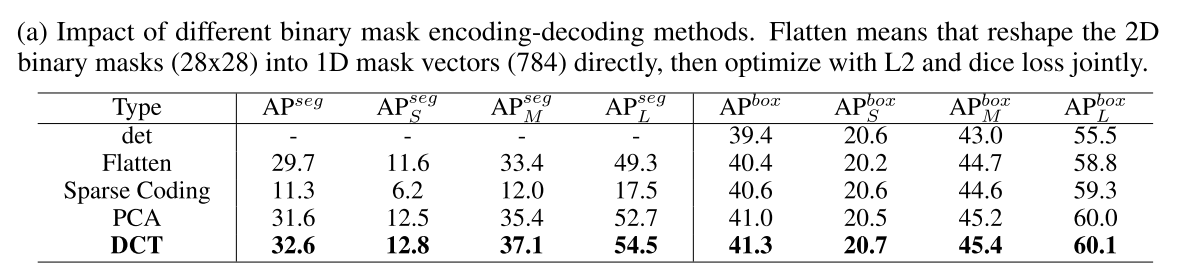 (a) Impact of different binary mask encoding-decoding methods. Flatten means that reshape the 2D
binary masks (28x28) into 1D mask vectors (784) directly, then optimize with L2 and dice loss jointly.
Type AP^{seg} AP_S^{seg} AP_M^{seg} AP_L^{seg} AP^{box} AP_S^{box} AP_M^{box} AP_L^{box}
det - - - - 39.4 20.6 43.0 55.5
Flatten 29.7 11.6 33.4 49.3 40.4 20.2 44.7 58.8
Sparse Coding 11.3 6.2 12.0 17.5 40.6 20.6 44.6 59.3
PCA 31.6 12.5 35.4 52.7 41.0 20.5 45.2 60.0
DCT 32.6 12.8 37.1 54.5 41.3 20.7 45.4 60.1